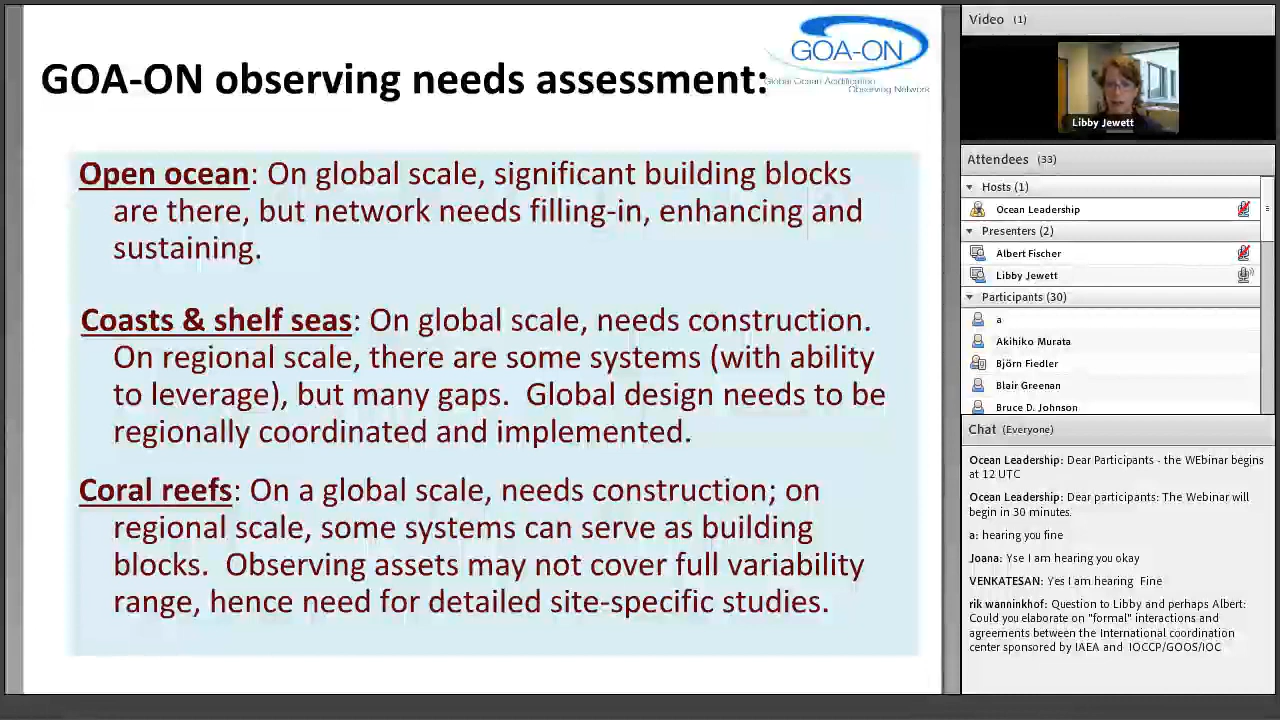 GOA-ON observing needs assessment:
GOA-ON
Global Ocean Acidification
Observing Network
Open ocean: On global scale, significant building blocks
are there, but network needs filling-in, enhancing and
sustaining.
Coasts & shelf seas: On global scale, needs construction.
On regional scale, there are some systems (with ability
to leverage), but many gaps.  Global design needs to be
regionally coordinated and implemented.
Coral reefs: On a global scale, needs construction; on
regional scale, some systems can serve as building
blocks.  Observing assets may not cover full variability
range, hence need for detailed site-specific studies.
Video (1)
Libby Jewett
Attendees (33)
Hosts (1)
Ocean Leadership
Presenters (2)
Albert Fischer
Libby Jewett
Participants (30)
a
Akihiko Murata
Björn Fiedler
Blair Greenan
Bruce D. Johnson
Chat (Everyone)
Ocean Leadership: Dear Participants - the WEbinar begins
at 12 UTC
Ocean Leadership: Dear participants: The Webinar will
begin in 30 minutes.
a: hearing you fine
Joana: Yse I am hearing you okay
VENKATESAN: Yes I am hearing  Fine
rik wanninkhof: Question to Libby and perhaps Albert:
Could you elaborate on "formal" interactions and
agreements between the International coordination
center sponsored by IAEA and  IOCCP/GOOS/IOC